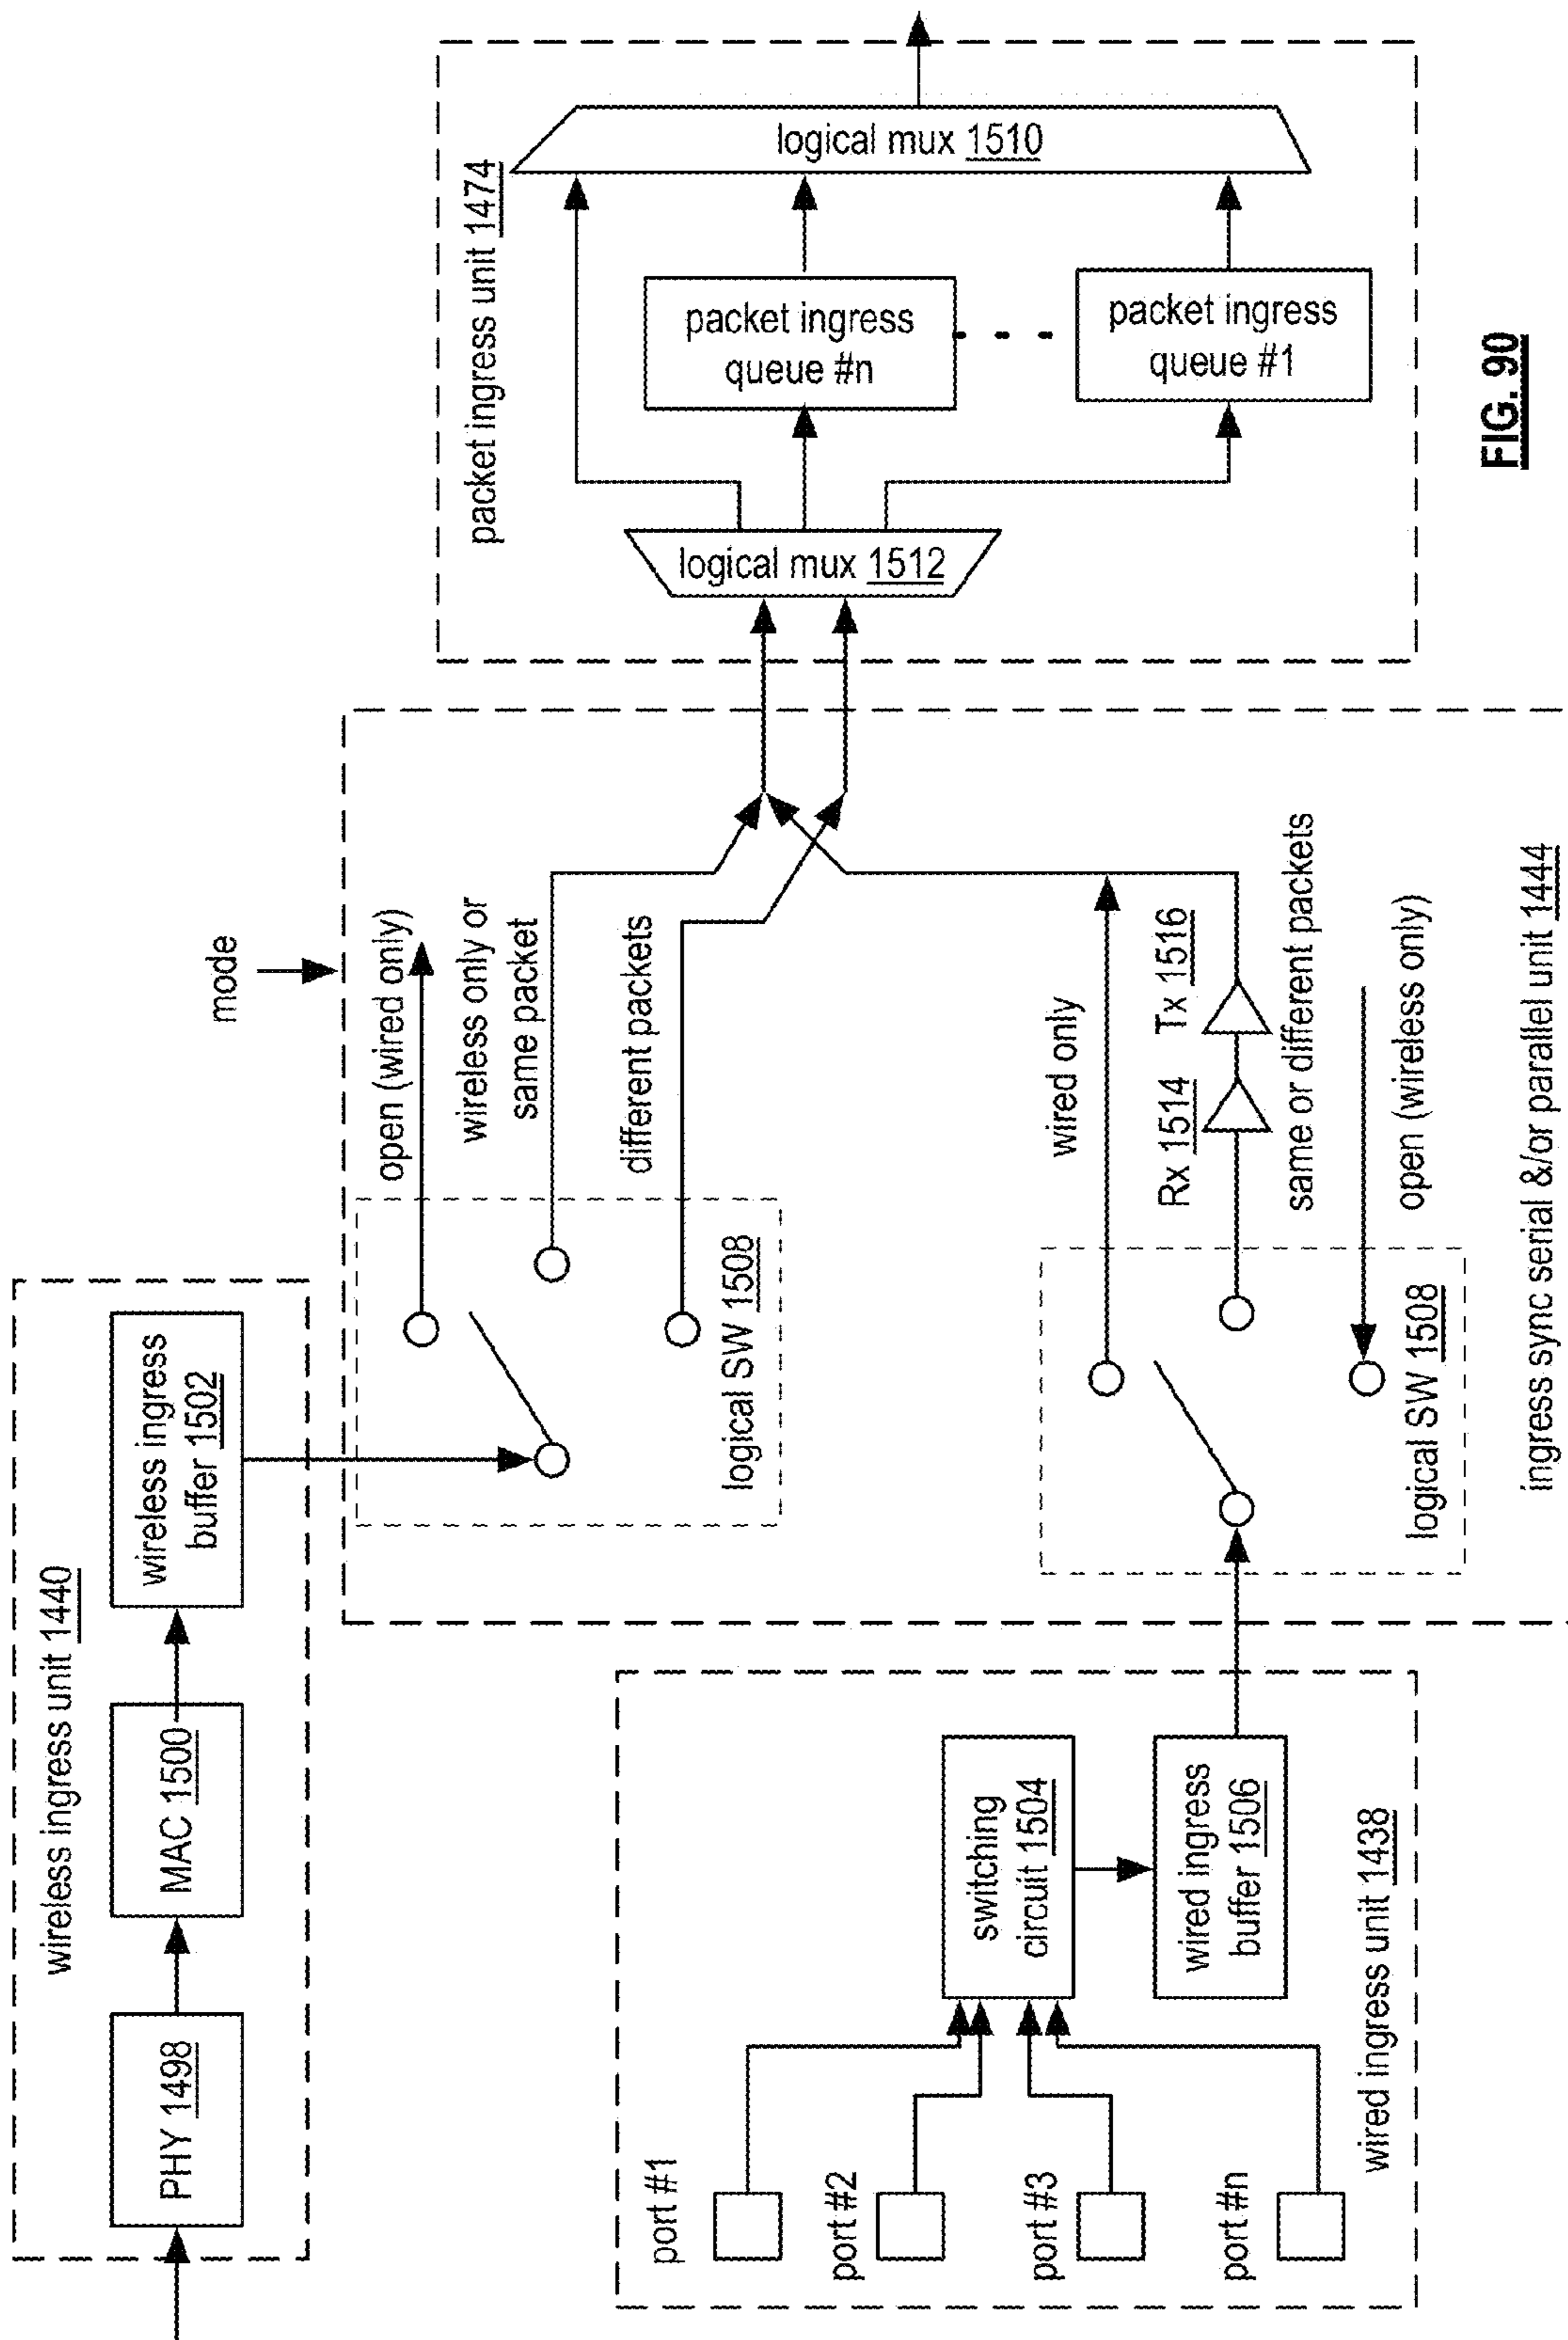 wireless ingress unit 1440
PHY 1498
MAC 1500
wireless ingress
buffer 1502
mode
open (wired only)
wireless only or
same packet
different packets
logical SW 1508
packet ingress unit 1474
logical mux 1512
packet ingress
queue #n
packet ingress
queue #1
logical mux 1510
port #1
port #2
port #3
port #n
switching
circuit 1504
wired ingress
buffer 1506
wired ingress unit 1438
wired only
Rx 1514
Tx 1516
same or different packets
open (wireless only)
logical SW 1508
ingress sync serial &/or parallel unit 1444
FIG. 90